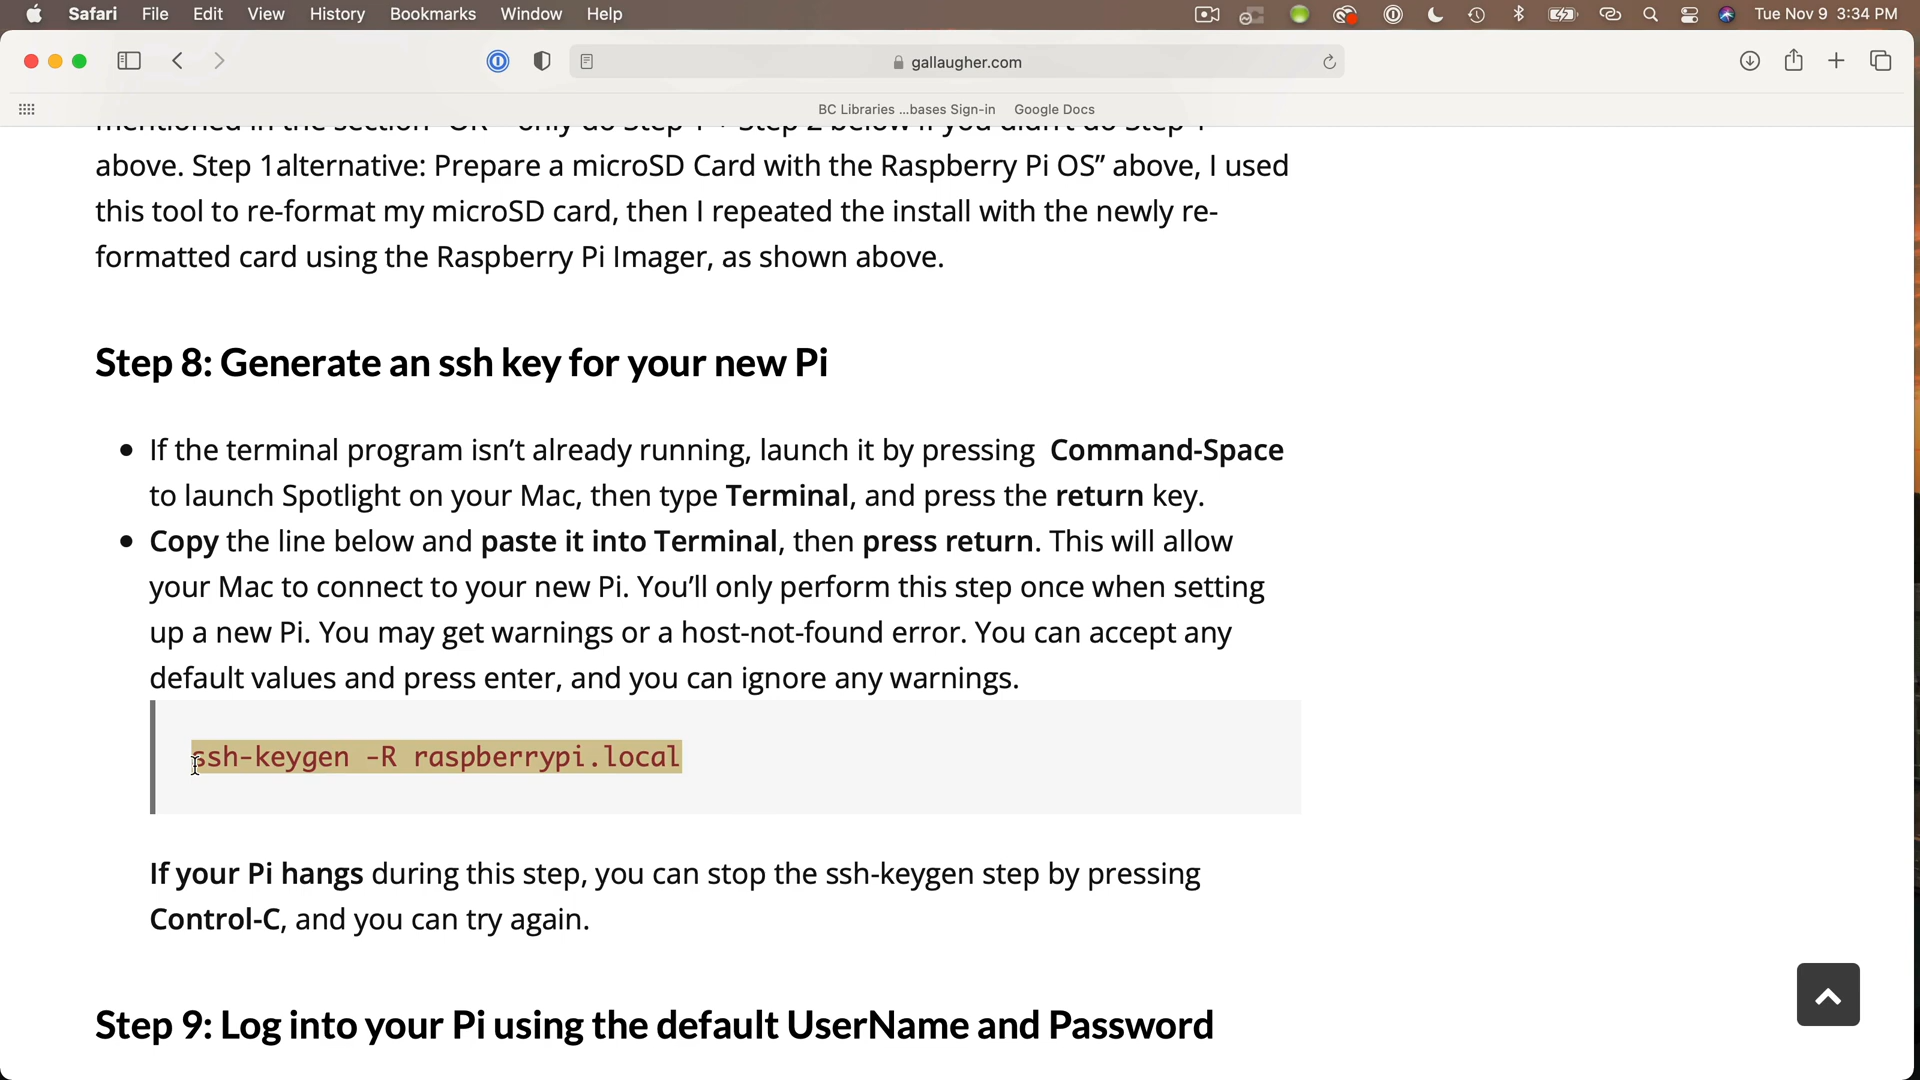 Safari File Edit View History Bookmarks Window Help Tue Nov 9 3:34 PM
gallaugher.com
BC Libraries ...bases Sign-in Google Docs
mentioned in the section "OR – only do Step 1 + Step 2 below if you didn't do Step 1
above. Step 1alternative: Prepare a microSD Card with the Raspberry Pi OS” above, I used
this tool to re-format my microSD card, then I repeated the install with the newly re-
formatted card using the Raspberry Pi Imager, as shown above.
Step 8: Generate an ssh key for your new Pi
If the terminal program isn’t already running, launch it by pressing Command-Space
to launch Spotlight on your Mac, then type Terminal, and press the return key.
Copy the line below and paste it into Terminal, then press return. This will allow
your Mac to connect to your new Pi. You’ll only perform this step once when setting
up a new Pi. You may get warnings or a host-not-found error. You can accept any
default values and press enter, and you can ignore any warnings.
ssh-keygen -R raspberrypi.local
If your Pi hangs during this step, you can stop the ssh-keygen step by pressing
Control-C, and you can try again.
Step 9: Log into your Pi using the default UserName and Password